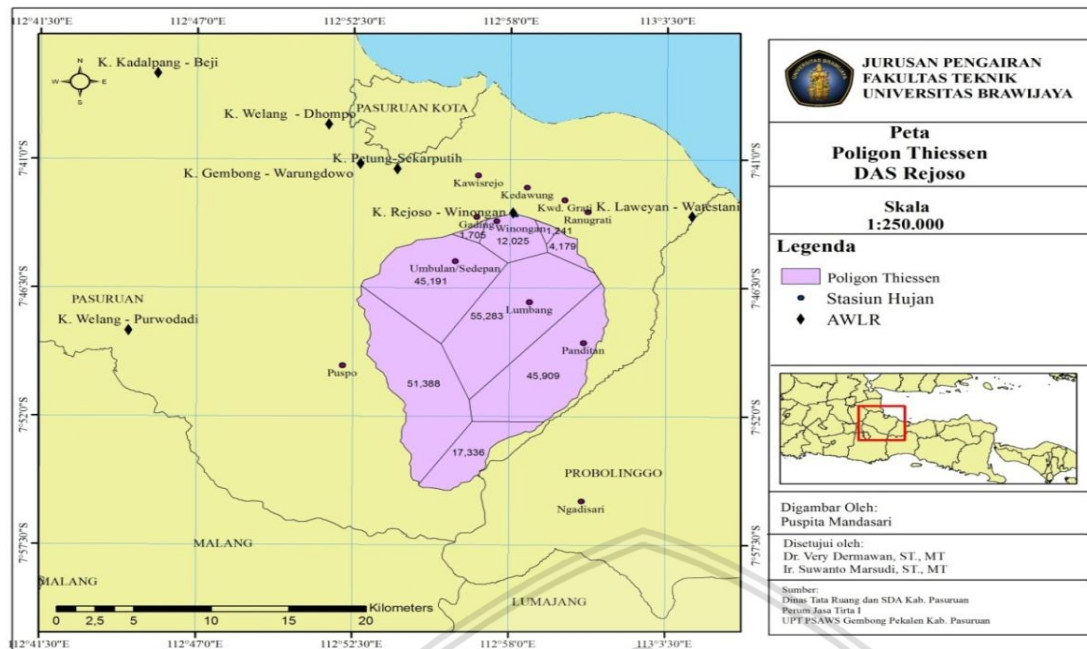 112°41'30"E
112°47'0"E
112°52'30"E
112°58'0"E
113°3'30"E
N
W
E
S
K. Kadalpang - Beji
K. Welang - Dhompo
PASURUAN KOTA
K. Petung-Sekarputih
K. Gembong - Warungdowo
Kawisrejo
Kedawung
Kwd. Grati
Ranugrati
K. Rejoso - Winongan
K. Laweyan - Watestani
Gading
Winongan
1,705
12,025
1,241
4,179
Umbulan/Sedepan
45,191
PASURUAN
K. Welang - Purwodadi
55,283
Lumbang
Panditan
Puspo
51,388
45,909
17,336
PROBOLINGGO
Ngadisari
MALANG
MALANG
LUMAJANG
Kilometers
0 2,5 5 10 15 20
7°41'0"S
7°46'30"S
7°52'0"S
7°57'30"S
7°41'0"S
7°46'30"S
7°52'0"S
7°57'30"S
112°41'30"E
112°47'0"E
112°52'30"E
112°58'0"E
113°3'30"E
UNIVERSITAS BRAWIJAYA
JURUSAN PENGAIRAN
FAKULTAS TEKNIK
UNIVERSITAS BRAWIJAYA
Peta
Poligon Thiessen
DAS Rejoso
Skala
1:250.000
Legenda
Poligon Thiessen
Stasiun Hujan
AWLR
Digambar Oleh:
Puspita Mandasari
Disetujui oleh:
Dr. Very Dermawan, ST., MT
Ir. Suwanto Marsudi, ST., MT
Sumber:
Dinas Tata Ruang dan SDA Kab. Pasuruan
Perum Jasa Tirta I
UPT PSAWS Gembong Pekalen Kab. Pasuruan